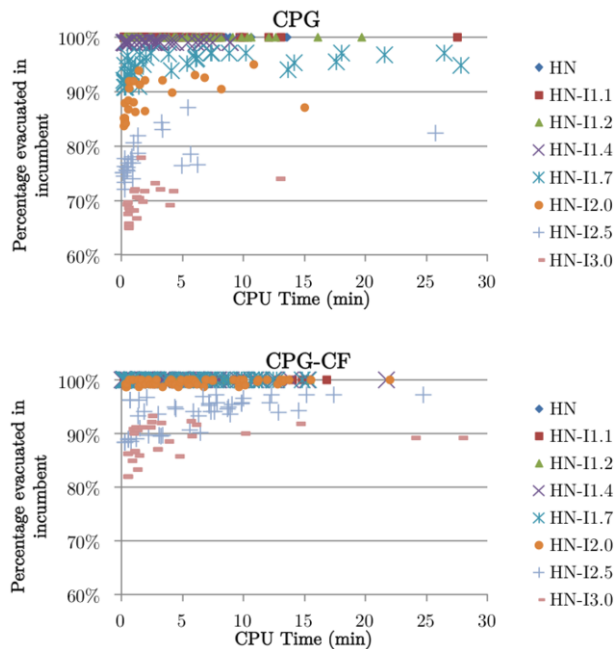 CPG
100%
90%
80%
70%
60%
0 5 10 15 20 25 30
Percentage evacuated in
incumbent
CPU Time (min)
HN
HN-I1.1
HN-I1.2
HN-I1.4
HN-I1.7
HN-I2.0
HN-I2.5
HN-I3.0
CPG-CF
100%
90%
80%
70%
60%
0 5 10 15 20 25 30
Percentage evacuated in
incumbent
CPU Time (min)
HN
HN-I1.1
HN-I1.2
HN-I1.4
HN-I1.7
HN-I2.0
HN-I2.5
HN-I3.0